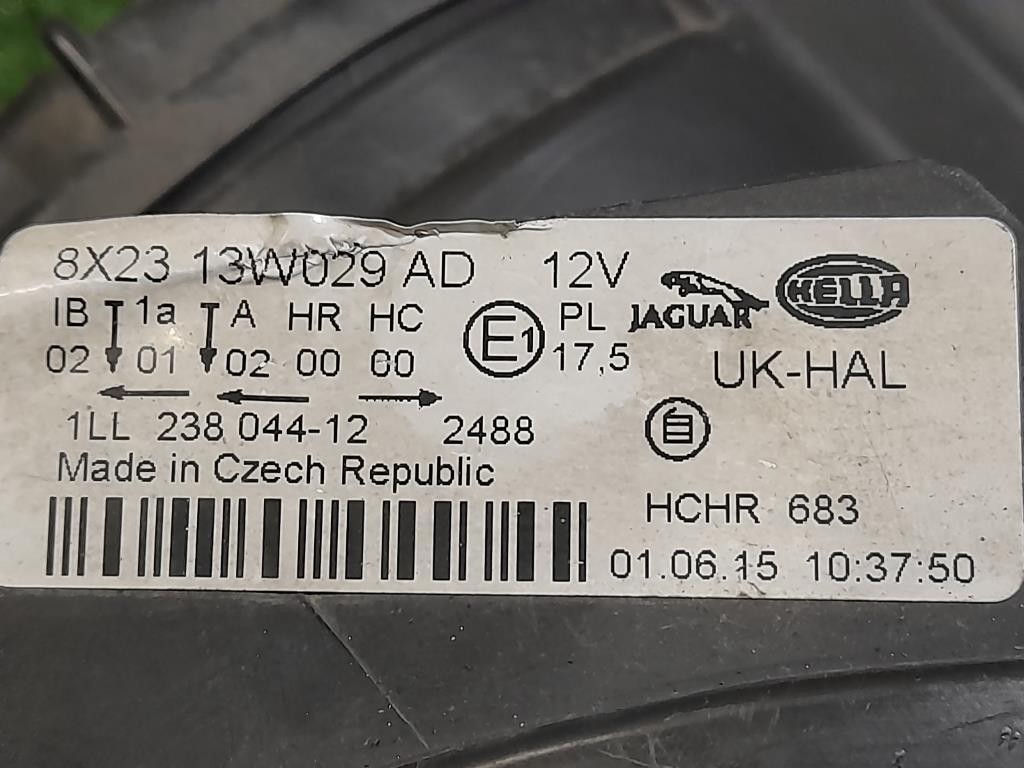 8X23 13W029 AD 12V
IB 1a A HR HC
02 01 02 00 00
E1
PL
17,5
JAGUAR
HELLA
UK-HAL
1LL 238 044-12 2488
Made in Czech Republic
HCHR 683
01.06.15 10:37:50